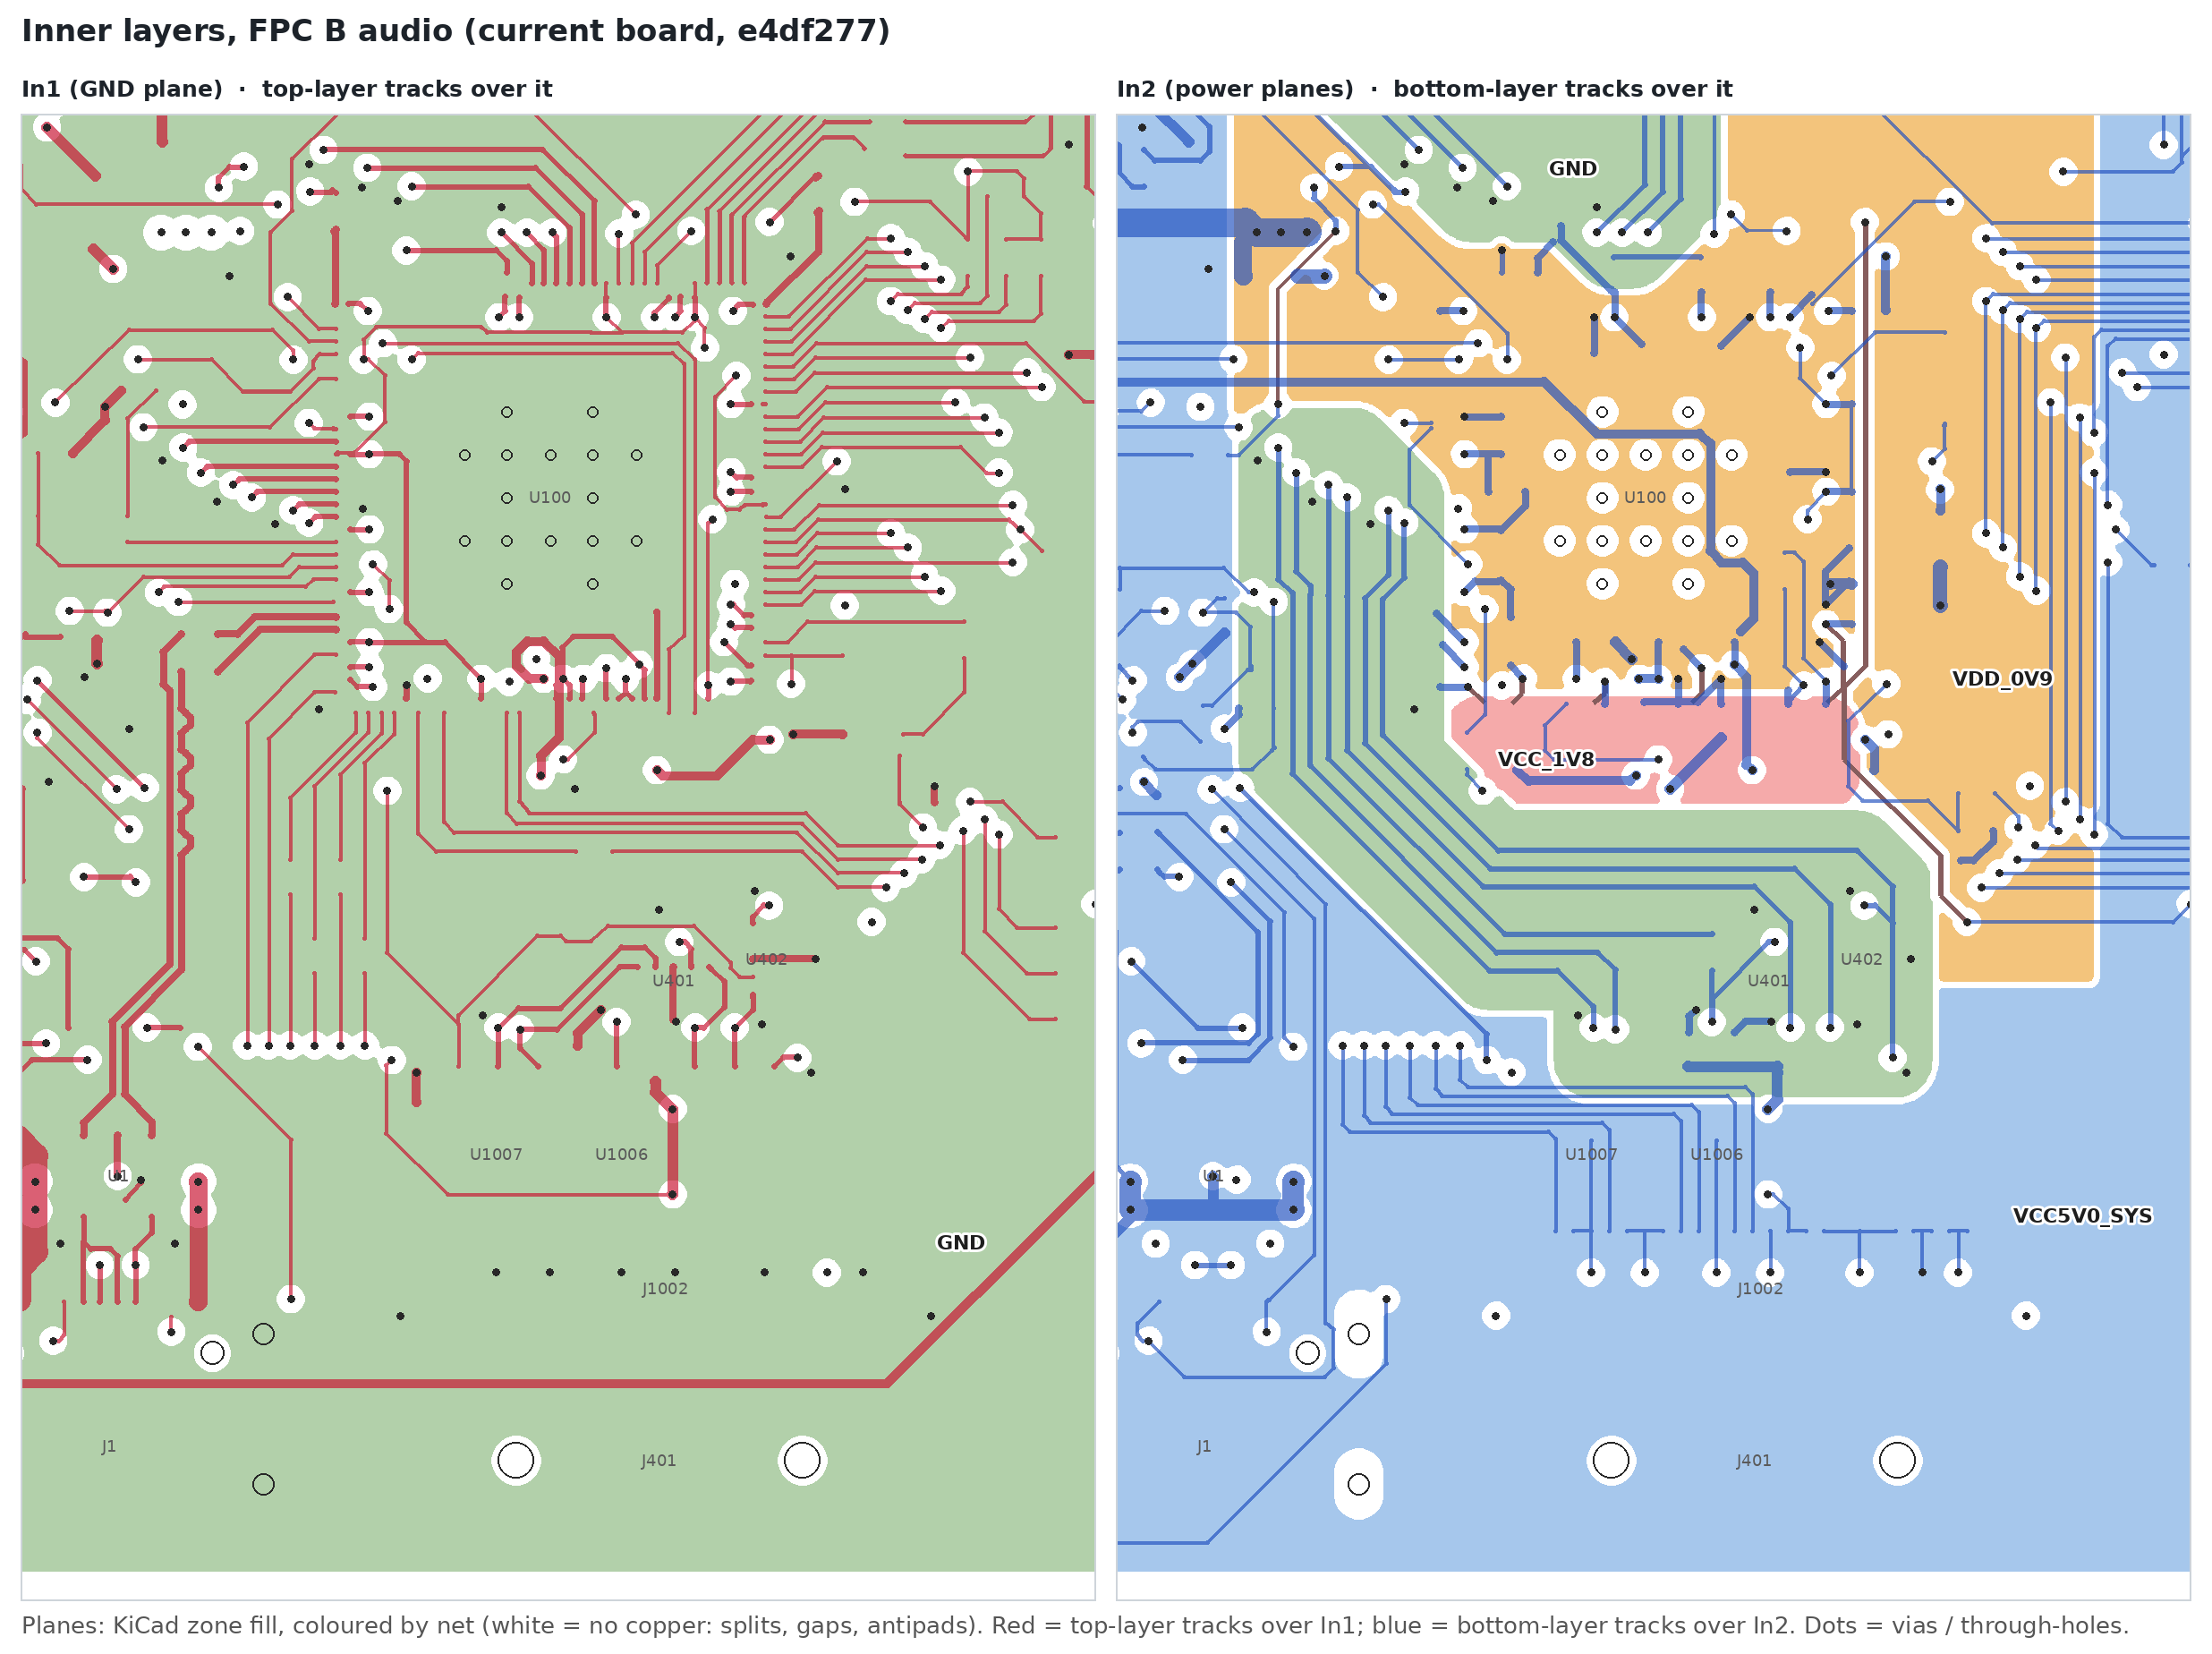 Inner layers, FPC B audio (current board, e4df277)
In1 (GND plane)  ·  top-layer tracks over it
In2 (power planes)  ·  bottom-layer tracks over it
GND
U100
U100
VDD_0V9
VCC_1V8
U402
U401
U402
U401
U1007
U1006
U1007
U1006
U1
U1
VCC5V0_SYS
GND
J1002
J1002
J1
J401
J1
J401
Planes: KiCad zone fill, coloured by net (white = no copper: splits, gaps, antipads). Red = top-layer tracks over In1; blue = bottom-layer tracks over In2. Dots = vias / through-holes.